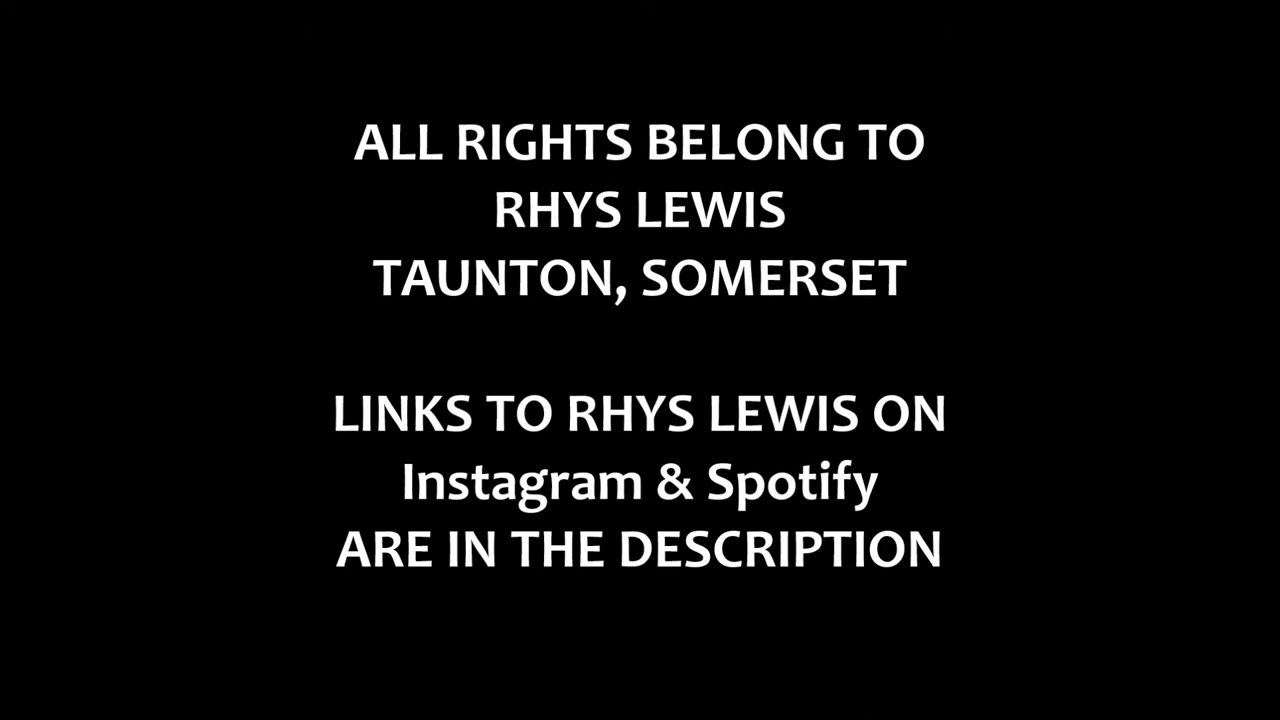 ALL RIGHTS BELONG TO
RHYS LEWIS
TAUNTON, SOMERSET
LINKS TO RHYS LEWIS ON
Instagram & Spotify
ARE IN THE DESCRIPTION